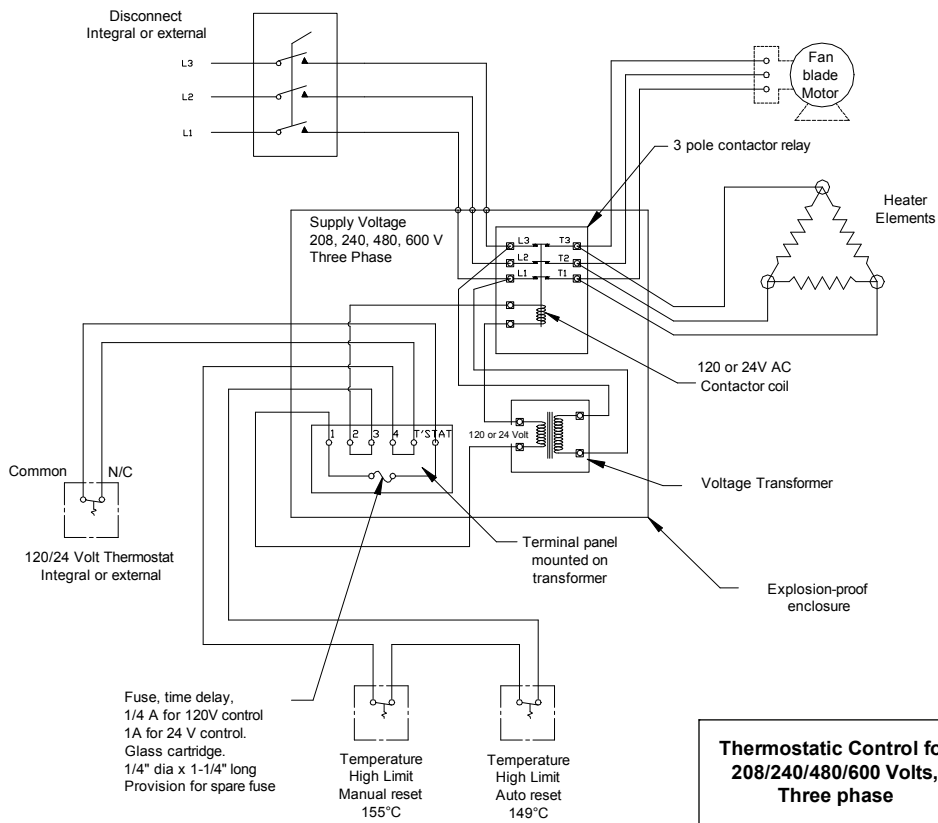 Disconnect
Integral or external
L3
L2
L1
Fan
blade
Motor
3 pole contactor relay
Heater
Elements
Supply Voltage
208, 240, 480, 600 V
Three Phase
L3 T3
L2 T2
L1 T1
120 or 24V AC
Contactor coil
1 2 3 4 T'STAT
120 or 24 Volt
Voltage Transformer
Common N/C
120/24 Volt Thermostat
Integral or external
Terminal panel
mounted on
transformer
Explosion-proof
enclosure
Fuse, time delay,
1/4 A for 120V control
1A for 24 V control.
Glass cartridge.
1/4" dia x 1-1/4" long
Provision for spare fuse
Temperature
High Limit
Manual reset
155°C
Temperature
High Limit
Auto reset
149°C
Thermostatic Control fo
208/240/480/600 Volts,
Three phase